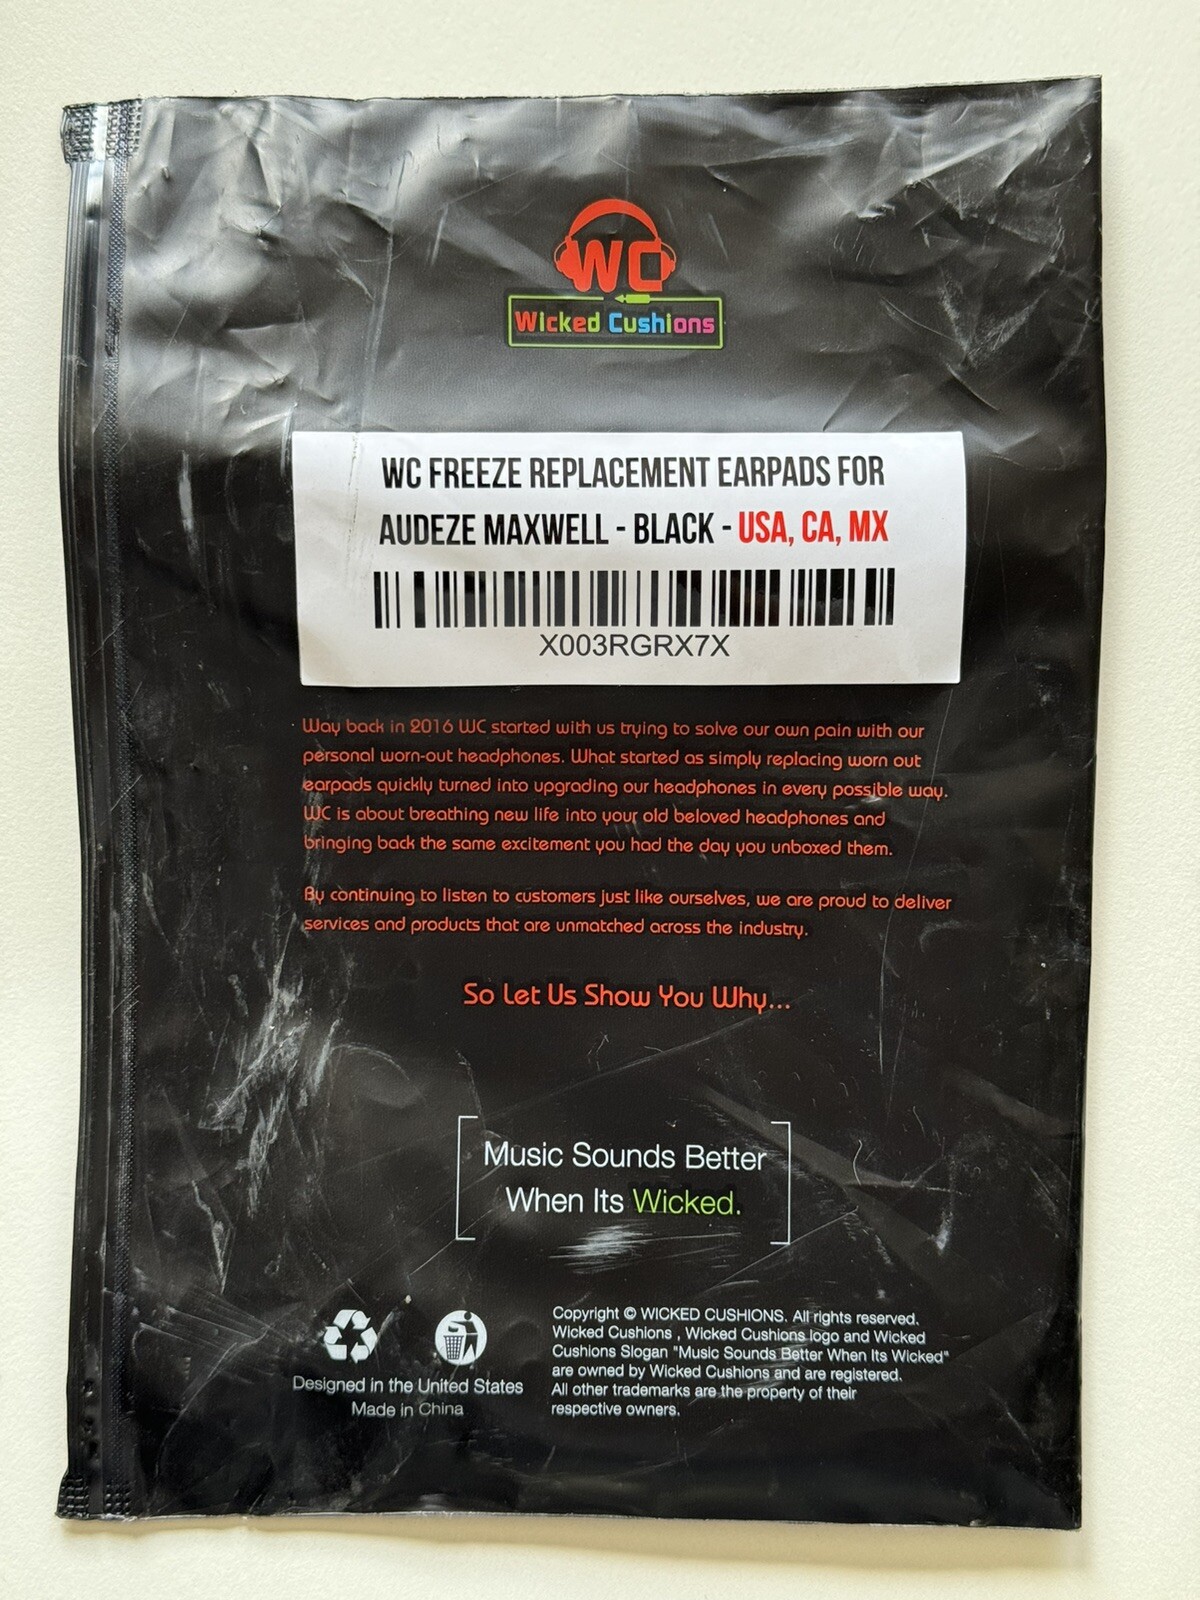 WC
Wicked Cushions
WC FREEZE REPLACEMENT EARPADS FOR
AUDEZE MAXWELL - BLACK - USA, CA, MX
X003RGRX7X
Way back in 2016 WC started with us trying to solve our own pain with our
personal worn-out headphones. What started as simply replacing worn out
earpads quickly turned into upgrading our headphones in every possible way.
WC is about breathing new life into your old beloved headphones and
bringing back the same excitement you had the day you unboxed them.
By continuing to listen to customers just like ourselves, we are proud to deliver
services and products that are unmatched across the industry.
So Let Us Show You Why...
Music Sounds Better
When Its Wicked.
Designed in the United States
Made in China
Copyright © WICKED CUSHIONS. All rights reserved.
Wicked Cushions , Wicked Cushions logo and Wicked
Cushions Slogan "Music Sounds Better When Its Wicked"
are owned by Wicked Cushions and are registered.
All other trademarks are the property of their
respective owners.